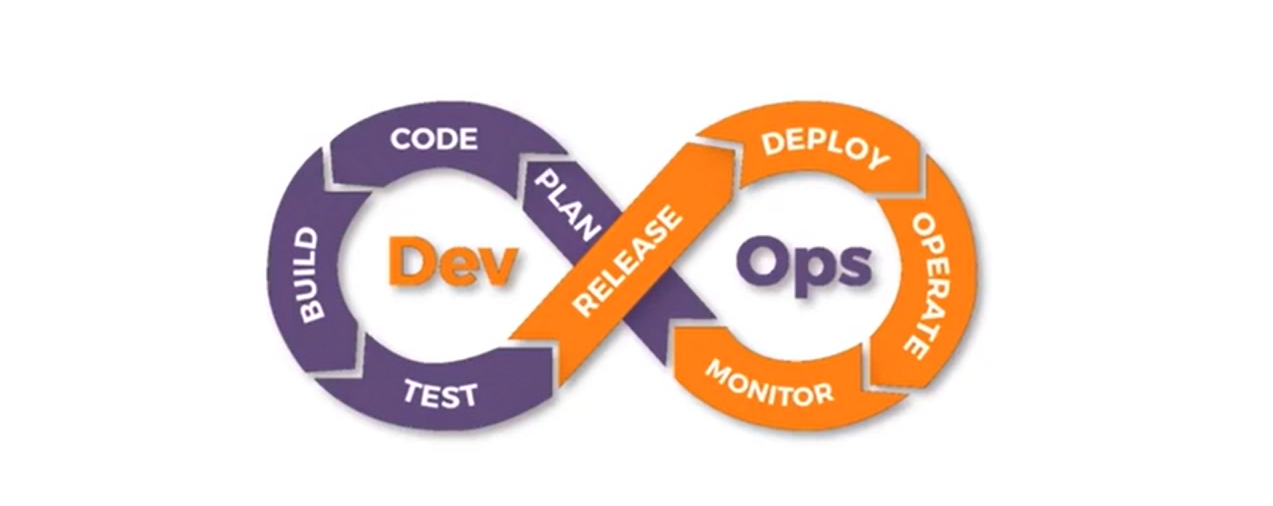 CODE
PLAN
BUILD
TEST
Dev
RELEASE
Ops
DEPLOY
OPERATE
MONITOR